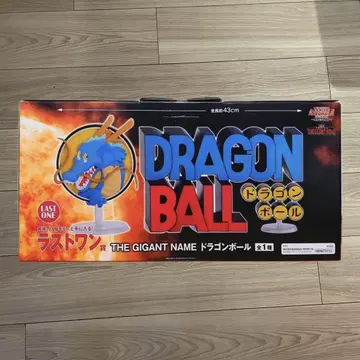 全長約43cm
DRAGON
BALL
ドラゴン
ボール
LAST
ONE
ラストワン賞
THE GIGANT NAME ドラゴンボール 全1種